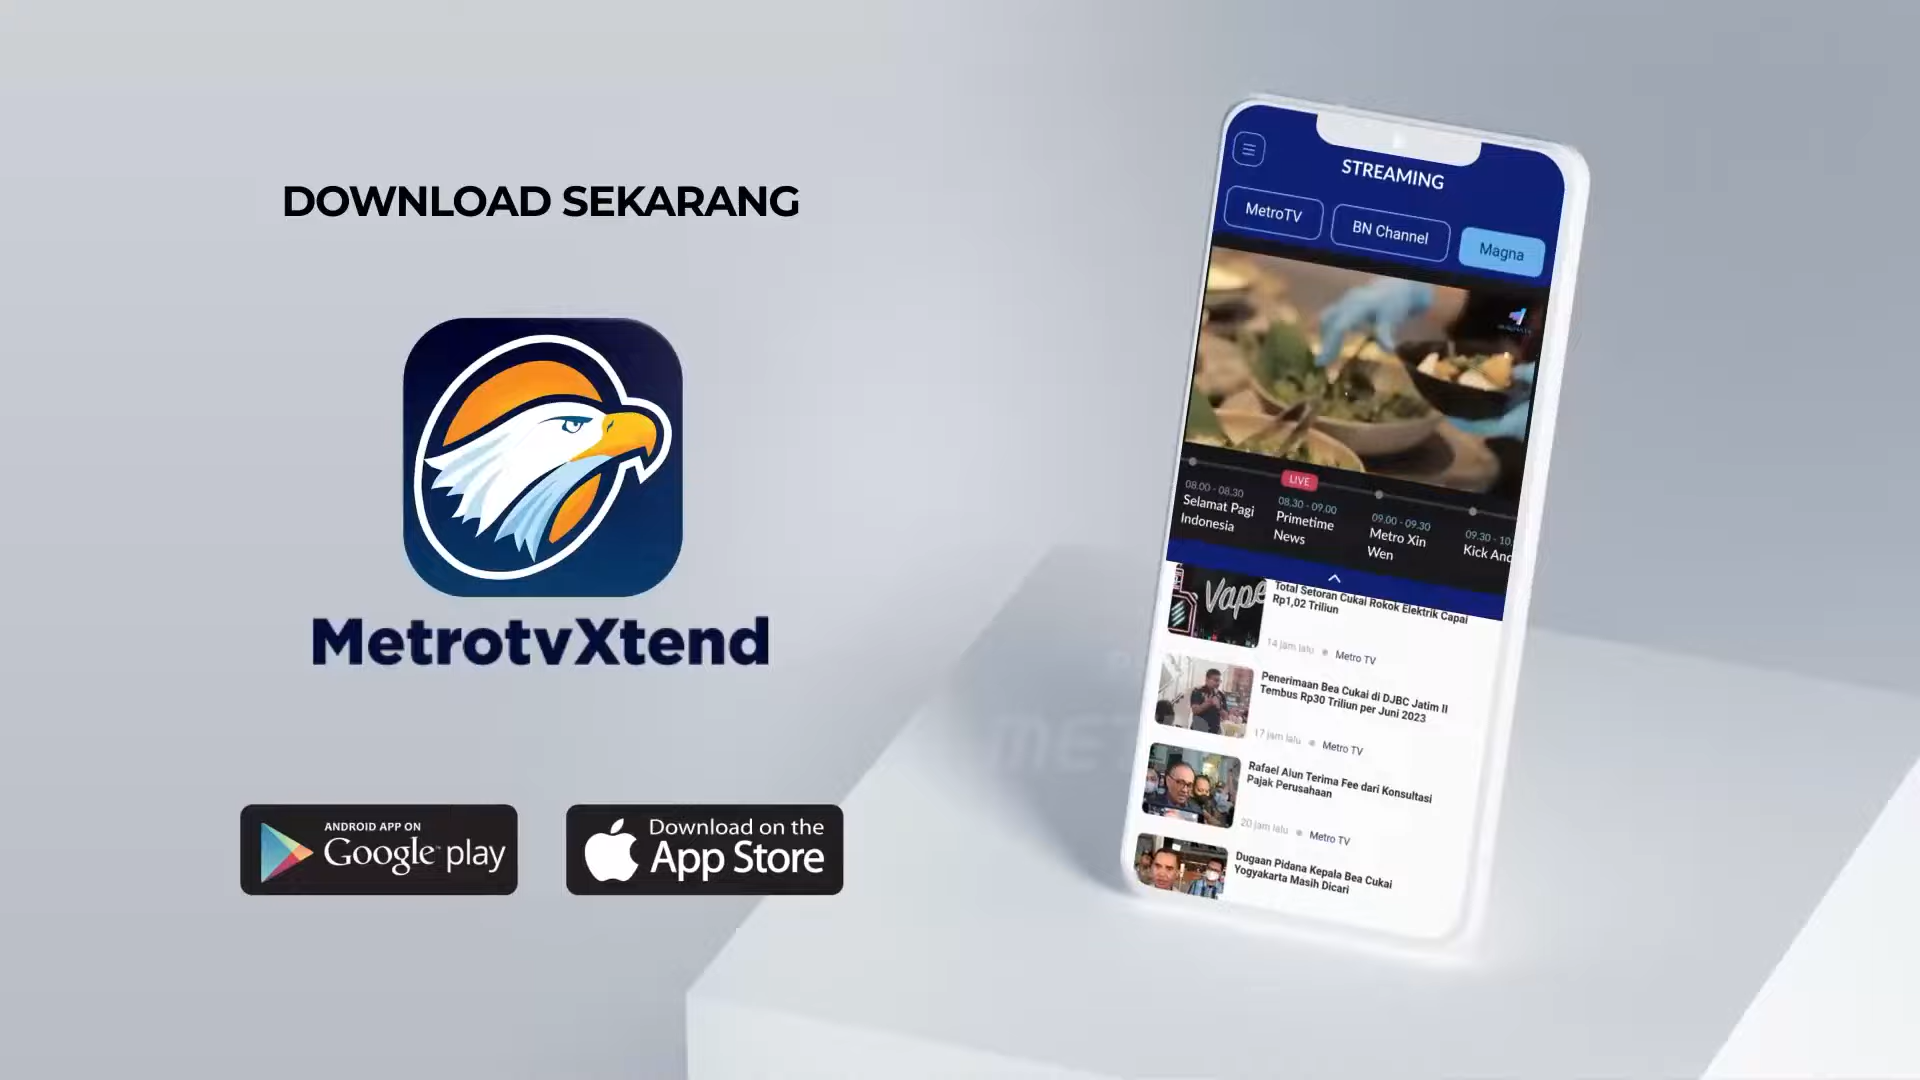 DOWNLOAD SEKARANG
MetrotvXtend
ANDROID APP ON
Google play
Download on the
App Store
STREAMING
MetroTV
BN Channel
Magna
LIVE
08.00 - 08.30
Selamat Pagi
Indonesia
08.30 - 09.00
Primetime
News
09.00 - 09.30
Metro Xin
Wen
09.30 - 10.
Kick And
Vape
Total Setoran Cukai Rokok Elektrik Capai
Rp1,02 Triliun
14 jam lalu ● Metro TV
Penerimaan Bea Cukai di DJBC Jatim II
Tembus Rp30 Triliun per Juni 2023
17 jam lalu ● Metro TV
Rafael Alun Terima Fee dari Konsultasi
Pajak Perusahaan
20 jam lalu ● Metro TV
Dugaan Pidana Kepala Bea Cukai
Yogyakarta Masih Dicari